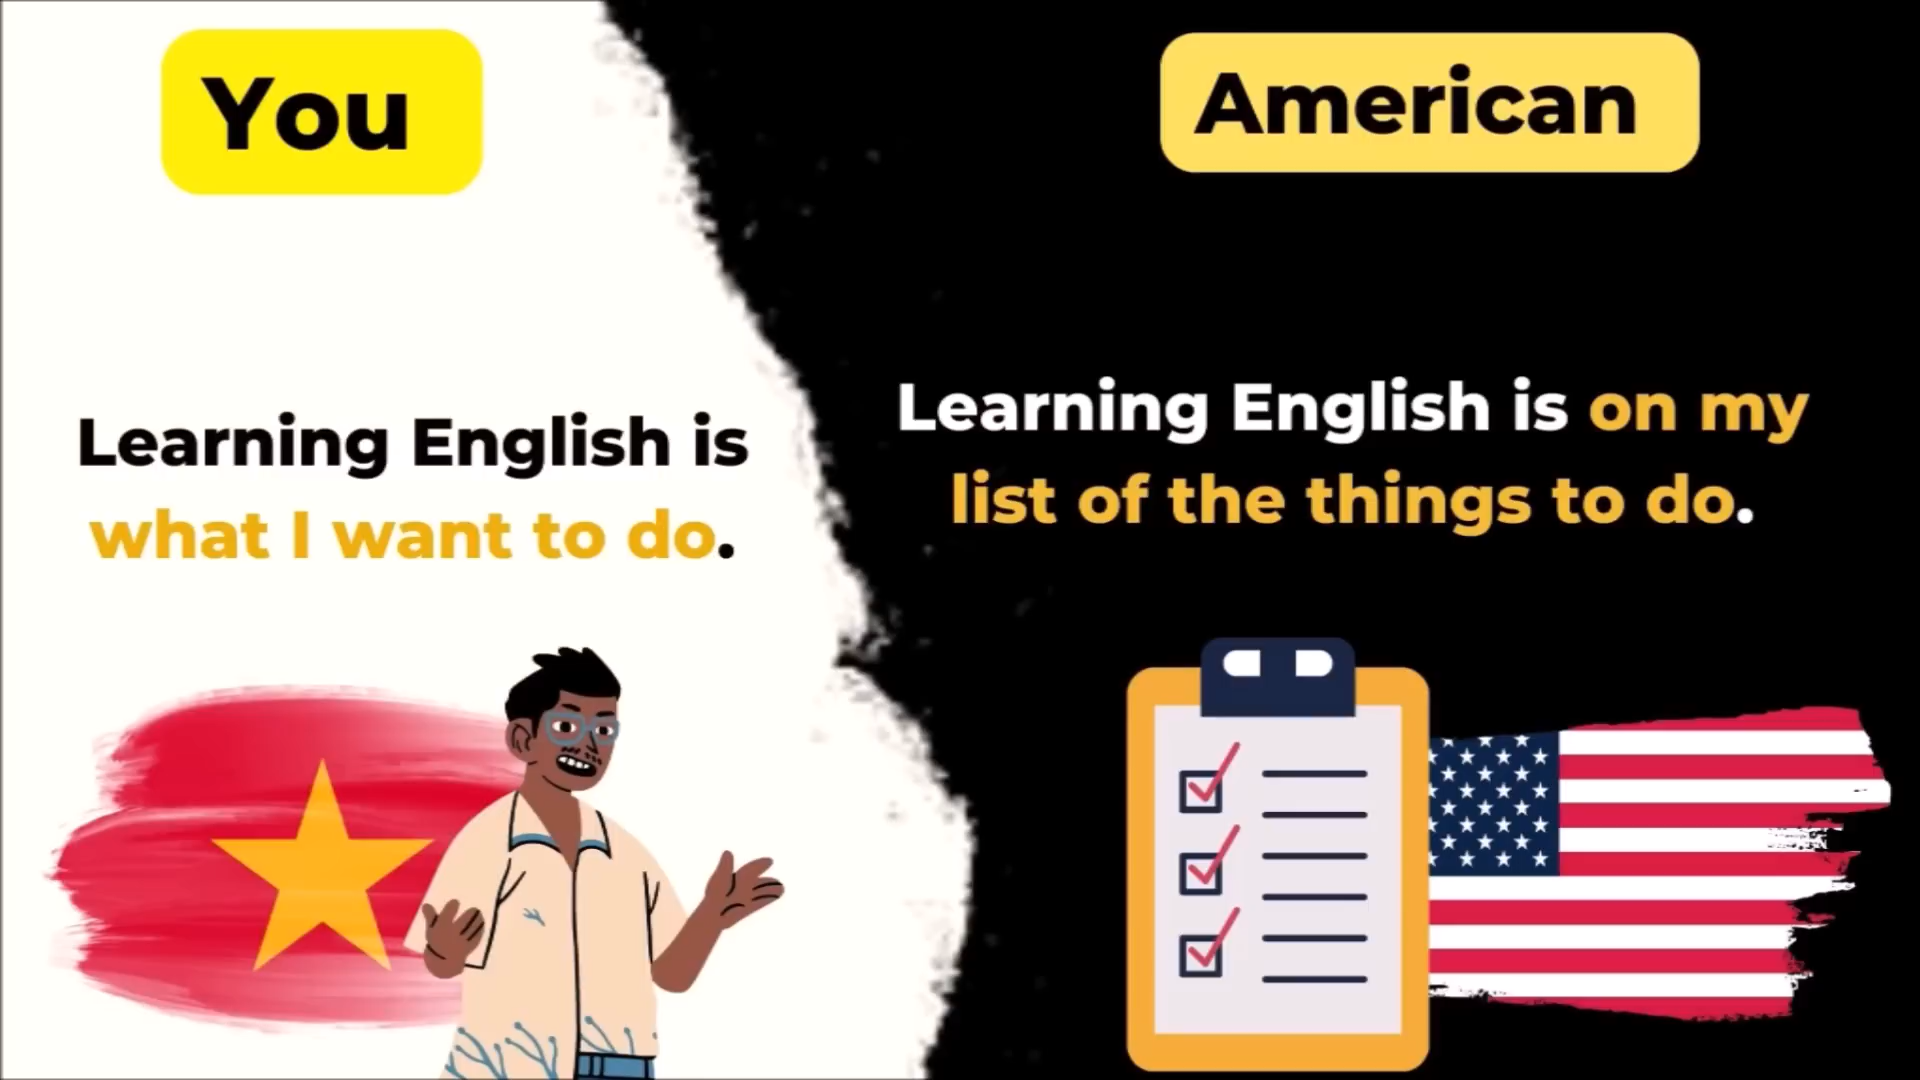 You
American
Learning English is
what I want to do.
Learning English is on my
list of the things to do.